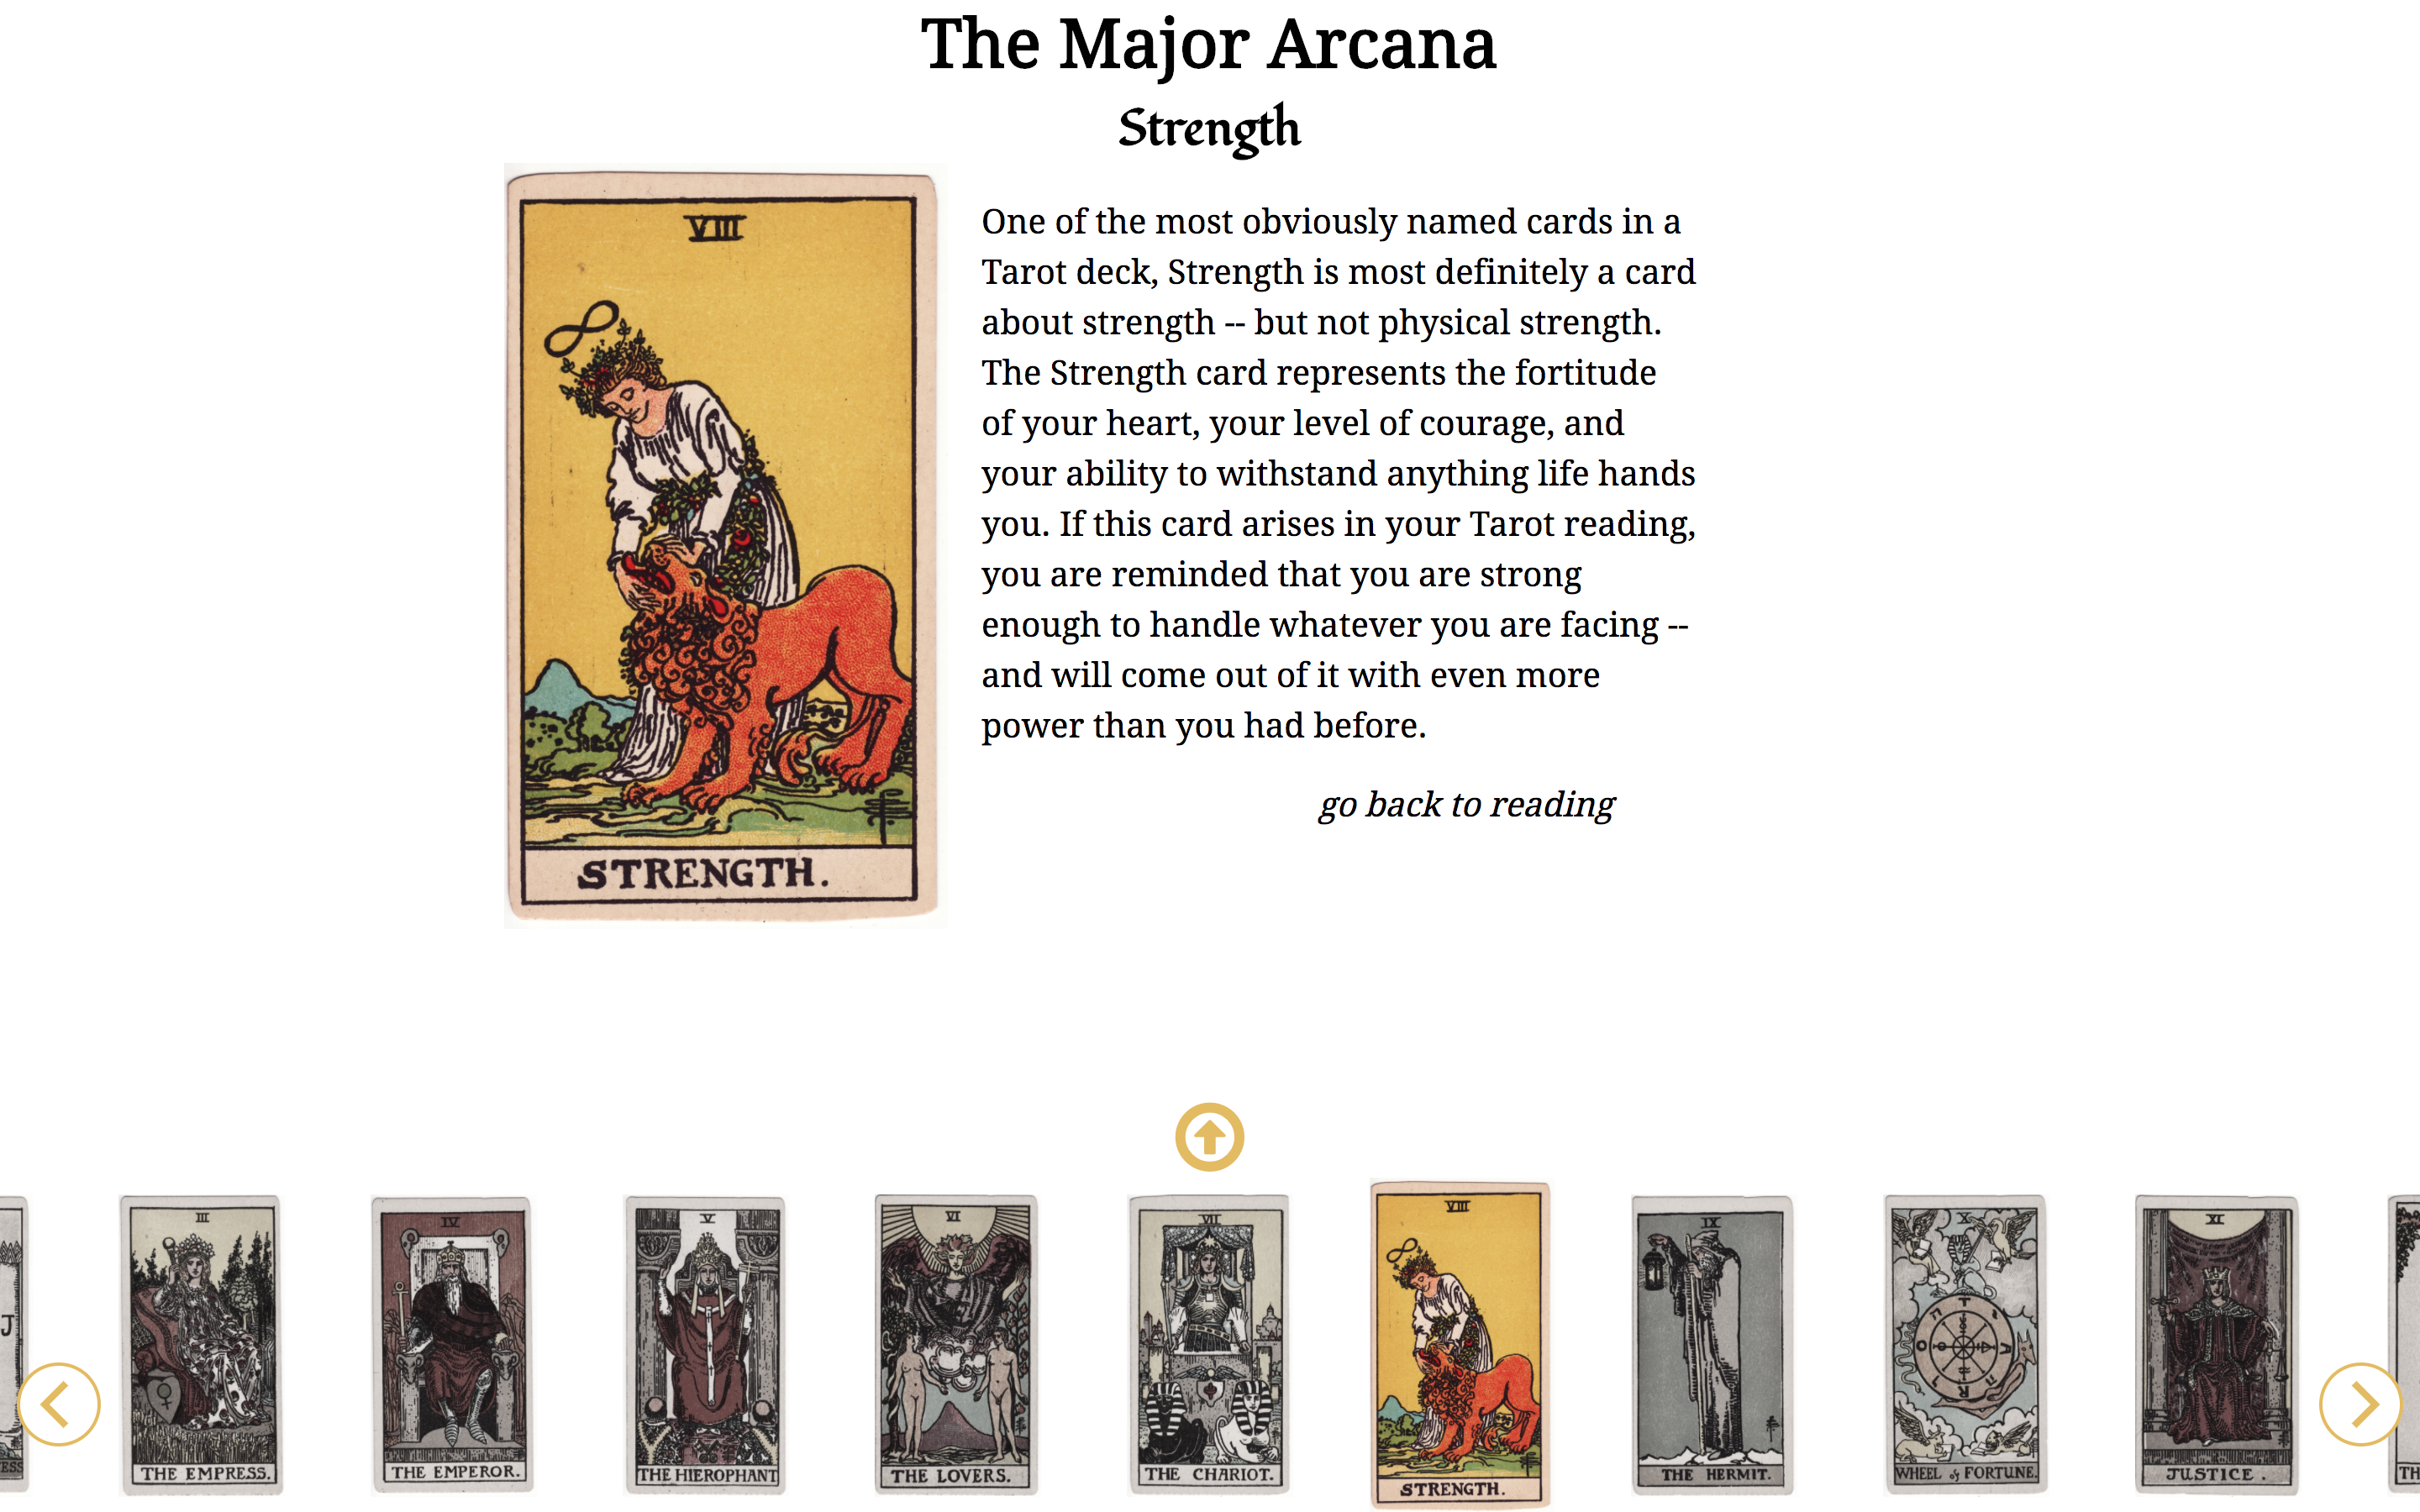 The Major Arcana
Strength
VIII
STRENGTH.
One of the most obviously named cards in a
Tarot deck, Strength is most definitely a card
about strength -- but not physical strength.
The Strength card represents the fortitude
of your heart, your level of courage, and
your ability to withstand anything life hands
you. If this card arises in your Tarot reading,
you are reminded that you are strong
enough to handle whatever you are facing --
and will come out of it with even more
power than you had before.
go back to reading
J
ESS
III
THE EMPRESS.
IV
THE EMPEROR.
V
THE HIEROPHANT
VI
THE LOVERS.
VII
THE CHARIOT.
VIII
STRENGTH.
IX
THE HERMIT.
X
WHEEL of FORTUNE.
XI
JUSTICE.
TH